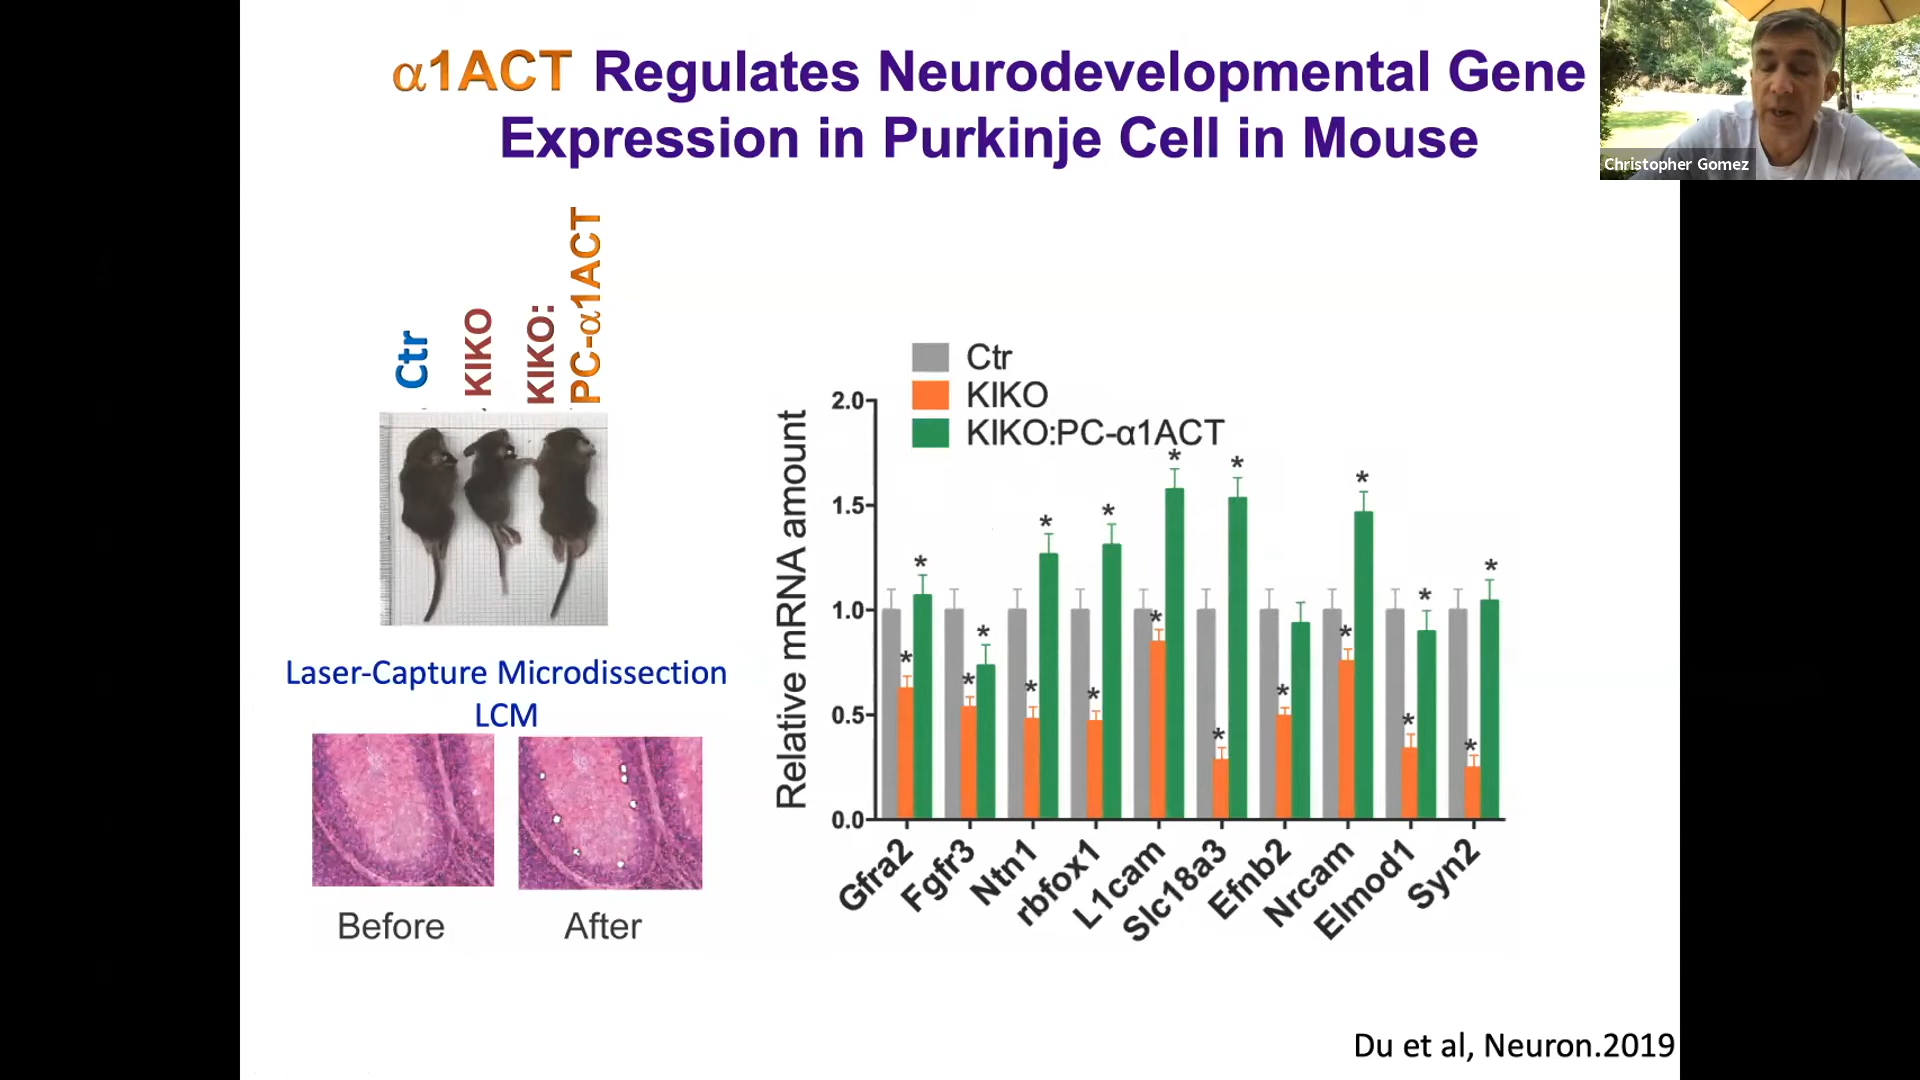 α1ACT Regulates Neurodevelopmental Gene
Expression in Purkinje Cell in Mouse
Christopher Gomez
Ctr
KIKO
KIKO:
PC-α1ACT
Laser-Capture Microdissection
LCM
Before
After
Ctr
KIKO
KIKO:PC-α1ACT
Relative mRNA amount
2.0
1.5
1.0
0.5
0.0
* * * * * * * * * * * * * * * * * * *
Gfra2
Fgfr3
Ntn1
rbfox1
L1cam
Slc18a3
Efnb2
Nrcam
Elmod1
Syn2
Du et al, Neuron.2019